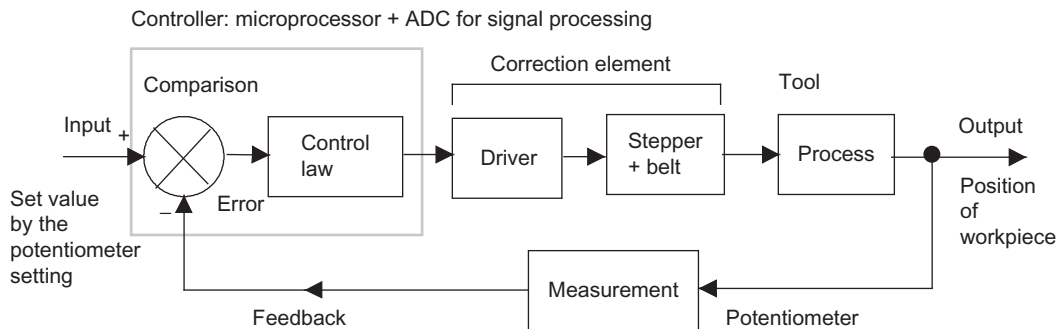 Controller: microprocessor + ADC for signal processing
Correction element
Comparison
Tool
Input
+
Control
law
Driver
Stepper
+ belt
Process
Output
Error
–
Set value
by the
potentiometer
setting
Position
of
workpiece
Measurement
Feedback
Potentiometer